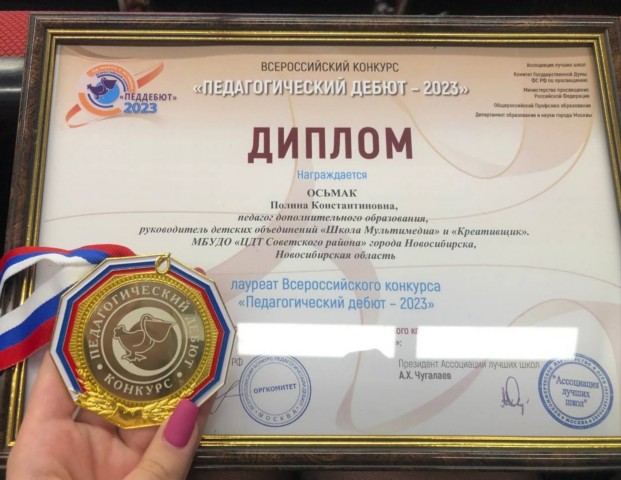 ВСЕРОССИЙСКИЙ КОНКУРС
«ПЕДАГОГИЧЕСКИЙ ДЕБЮТ – 2023»
Ассоциация лучших школ
Комитет Государственной Думы
ФС РФ по просвещению
Министерство просвещения
Российской Федерации
Общероссийский Профсоюз образования
Департамент образования и науки города Москвы
«ПЕДДЕБЮТ»
2023
ДИПЛОМ
Награждается
ОСЬМАК
Полина Константиновна,
педагог дополнительного образования,
руководитель детских объединений «Школа Мультимедиа» и «Креативщик».
МБУДО «ЦДТ Советского района» города Новосибирска,
Новосибирская область
лауреат Всероссийского конкурса
«Педагогический дебют – 2023»
РФ
Президент Ассоциации лучших школ
А.Х. Чугалаев
ОРГКОМИТЕТ
МОСКВА
"Ассоциация
лучших
школ"
ПЕДАГОГИЧЕСКИЙ ДЕБЮТ
КОНКУРС